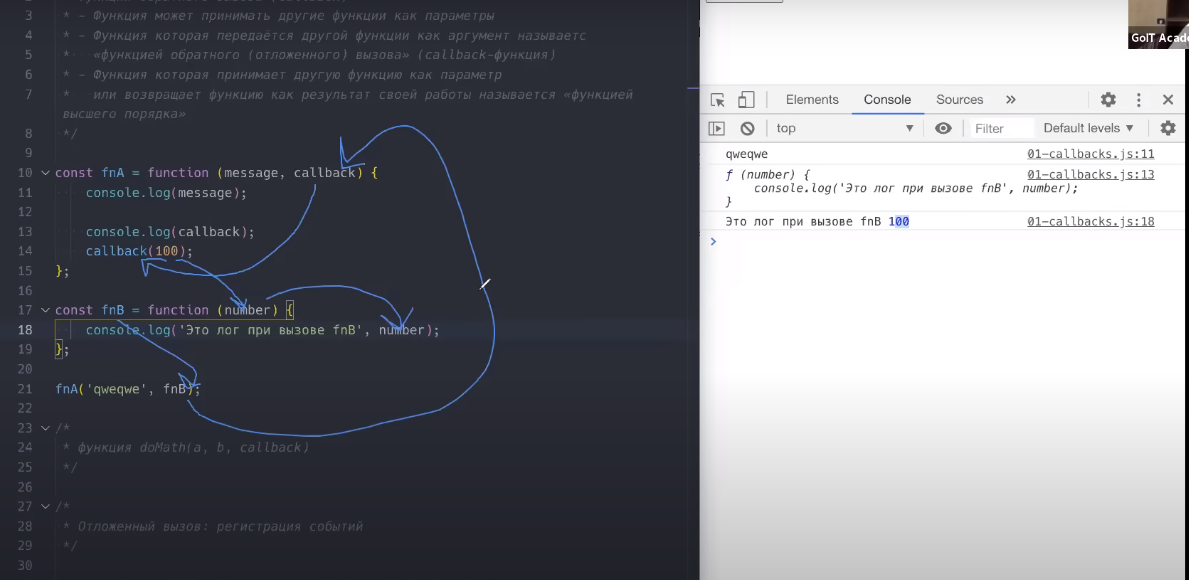 3 * - Функция может принимать другие функции как параметры
4 * - Функция которая передаётся другой функции как аргумент называетс
5 * «функцией обратного (отложенного) вызова» (callback-функция)
6 * - Функция которая принимает другую функцию как параметр
7 * или возвращает функцию как результат своей работы называется «функцией
высшего порядка»
8 */
9
10 const fnA = function (message, callback) {
11 console.log(message);
12
13 console.log(callback);
14 callback(100);
15 };
16
17 const fnB = function (number) {
18 console.log('Это лог при вызове fnB', number);
19 };
20
21 fnA('qweqwe', fnB);
22
23 /*
24 * функция doMath(a, b, callback)
25 */
26
27 /*
28 * Отложенный вызов: регистрация событий
29 */
30
GoIT Acade
Elements Console Sources »
top Filter Default levels
qweqwe 01-callbacks.js:11
ƒ (number) { 01-callbacks.js:13
console.log('Это лог при вызове fnB', number);
}
Это лог при вызове fnB 100 01-callbacks.js:18